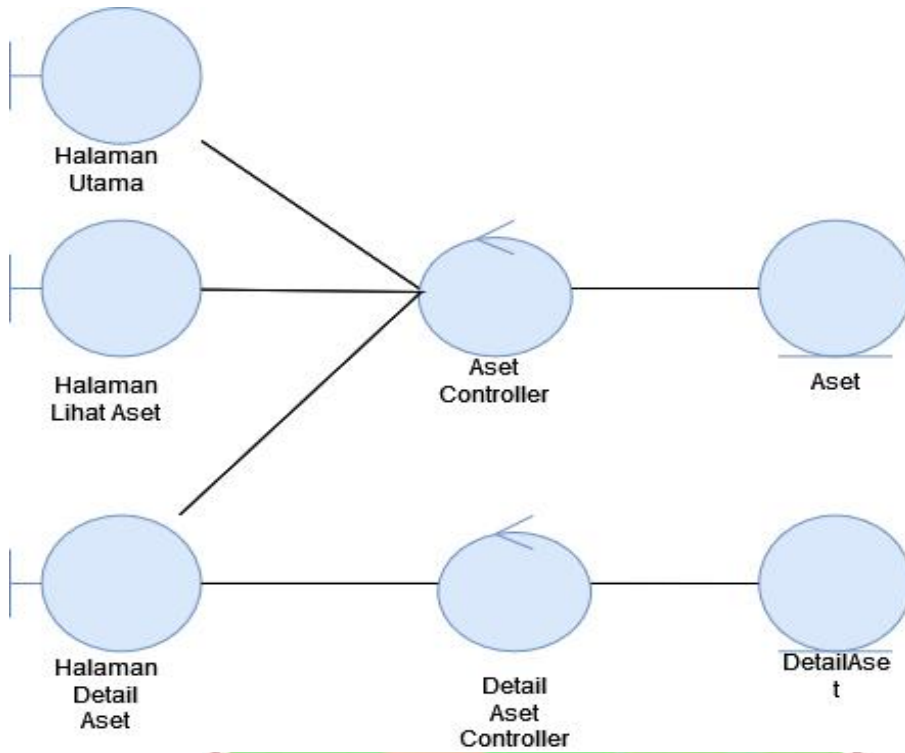 Halaman
Utama
Halaman
Lihat Aset
Aset
Controller
Aset
Halaman
Detail
Aset
Detail
Aset
Controller
DetailAse
t